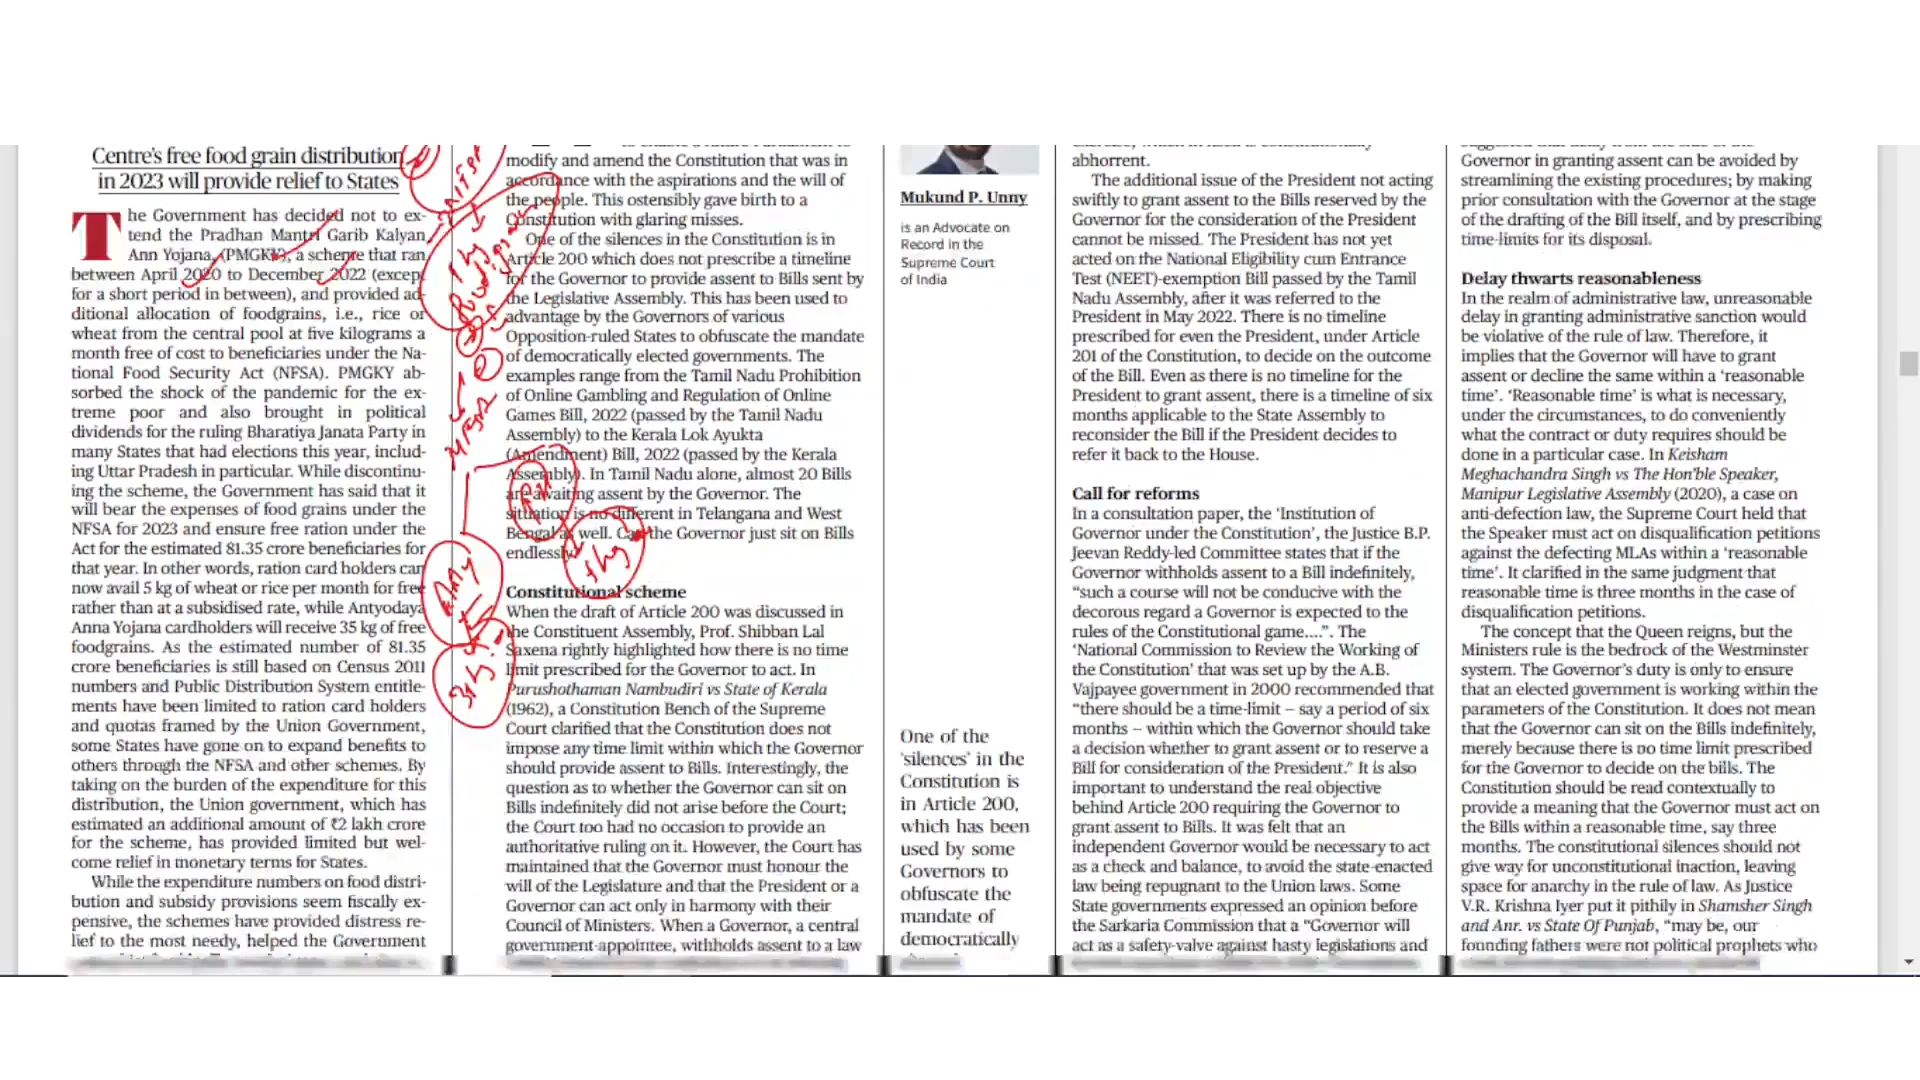 Centre's free food grain distribution
in 2023 will provide relief to States
The Government has decided not to ex-
tend the Pradhan Mantri Garib Kalyan
Ann Yojana (PMGKY), a scheme that ran
between April 2020 to December 2022 (except
for a short period in between), and provided ad-
ditional allocation of foodgrains, i.e., rice or
wheat from the central pool at five kilograms a
month free of cost to beneficiaries under the Na-
tional Food Security Act (NFSA). PMGKY ab-
sorbed the shock of the pandemic for the ex-
treme poor and also brought in political
dividends for the ruling Bharatiya Janata Party in
many States that had elections this year, includ-
ing Uttar Pradesh in particular. While discontinu-
ing the scheme, the Government has said that it
will bear the expenses of food grains under the
NFSA for 2023 and ensure free ration under the
Act for the estimated 81.35 crore beneficiaries for
that year. In other words, ration card holders can
now avail 5 kg of wheat or rice per month for free
rather than at a subsidised rate, while Antyodaya
Anna Yojana cardholders will receive 35 kg of free
foodgrains. As the estimated number of 81.35
crore beneficiaries is still based on Census 2011
numbers and Public Distribution System entitle-
ments have been limited to ration card holders
and quotas framed by the Union Government,
some States have gone on to expand benefits to
others through the NFSA and other schemes. By
taking on the burden of the expenditure for this
distribution, the Union government, which has
estimated an additional amount of ₹2 lakh crore
for the scheme, has provided limited but wel-
come relief in monetary terms for States.
While the expenditure numbers on food distri-
bution and subsidy provisions seem fiscally ex-
pensive, the schemes have provided distress re-
lief to the most needy, helped the Government
modify and amend the Constitution that was in
accordance with the aspirations and the will of
the people. This ostensibly gave birth to a
Constitution with glaring misses.
One of the silences in the Constitution is in
Article 200 which does not prescribe a timeline
for the Governor to provide assent to Bills sent by
the Legislative Assembly. This has been used to
advantage by the Governors of various
Opposition-ruled States to obfuscate the mandate
of democratically elected governments. The
examples range from the Tamil Nadu Prohibition
of Online Gambling and Regulation of Online
Games Bill, 2022 (passed by the Tamil Nadu
Assembly) to the Kerala Lok Ayukta
(Amendment) Bill, 2022 (passed by the Kerala
Assembly). In Tamil Nadu alone, almost 20 Bills
are awaiting assent by the Governor. The
situation is no different in Telangana and West
Bengal as well. Can the Governor just sit on Bills
endlessly?
Constitutional scheme
When the draft of Article 200 was discussed in
the Constituent Assembly, Prof. Shibban Lal
Saxena rightly highlighted how there is no time
limit prescribed for the Governor to act. In
Purushothaman Nambudiri vs State of Kerala
(1962), a Constitution Bench of the Supreme
Court clarified that the Constitution does not
impose any time limit within which the Governor
should provide assent to Bills. Interestingly, the
question as to whether the Governor can sit on
Bills indefinitely did not arise before the Court;
the Court too had no occasion to provide an
authoritative ruling on it. However, the Court has
maintained that the Governor must honour the
will of the Legislature and that the President or a
Governor can act only in harmony with their
Council of Ministers. When a Governor, a central
government-appointee, withholds assent to a law
Mukund P. Unny
is an Advocate on
Record in the
Supreme Court
of India
One of the
'silences' in the
Constitution is
in Article 200,
which has been
used by some
Governors to
obfuscate the
mandate of
democratically
abhorrent.
The additional issue of the President not acting
swiftly to grant assent to the Bills reserved by the
Governor for the consideration of the President
cannot be missed. The President has not yet
acted on the National Eligibility cum Entrance
Test (NEET)-exemption Bill passed by the Tamil
Nadu Assembly, after it was referred to the
President in May 2022. There is no timeline
prescribed for even the President, under Article
201 of the Constitution, to decide on the outcome
of the Bill. Even as there is no timeline for the
President to grant assent, there is a timeline of six
months applicable to the State Assembly to
reconsider the Bill if the President decides to
refer it back to the House.
Call for reforms
In a consultation paper, the 'Institution of
Governor under the Constitution', the Justice B.P.
Jeevan Reddy-led Committee states that if the
Governor withholds assent to a Bill indefinitely,
"such a course will not be conducive with the
decorous regard a Governor is expected to the
rules of the Constitutional game....". The
'National Commission to Review the Working of
the Constitution' that was set up by the A.B.
Vajpayee government in 2000 recommended that
"there should be a time-limit – say a period of six
months – within which the Governor should take
a decision whether to grant assent or to reserve a
Bill for consideration of the President." It is also
important to understand the real objective
behind Article 200 requiring the Governor to
grant assent to Bills. It was felt that an
independent Governor would be necessary to act
as a check and balance, to avoid the state-enacted
law being repugnant to the Union laws. Some
State governments expressed an opinion before
the Sarkaria Commission that a "Governor will
act as a safety-valve against hasty legislations and
Governor in granting assent can be avoided by
streamlining the existing procedures; by making
prior consultation with the Governor at the stage
of the drafting of the Bill itself, and by prescribing
time-limits for its disposal.
Delay thwarts reasonableness
In the realm of administrative law, unreasonable
delay in granting administrative sanction would
be violative of the rule of law. Therefore, it
implies that the Governor will have to grant
assent or decline the same within a 'reasonable
time'. 'Reasonable time' is what is necessary,
under the circumstances, to do conveniently
what the contract or duty requires should be
done in a particular case. In Keisham
Meghachandra Singh vs The Hon'ble Speaker,
Manipur Legislative Assembly (2020), a case on
anti-defection law, the Supreme Court held that
the Speaker must act on disqualification petitions
against the defecting MLAs within a 'reasonable
time'. It clarified in the same judgment that
reasonable time is three months in the case of
disqualification petitions.
The concept that the Queen reigns, but the
Ministers rule is the bedrock of the Westminster
system. The Governor's duty is only to ensure
that an elected government is working within the
parameters of the Constitution. It does not mean
that the Governor can sit on the Bills indefinitely,
merely because there is no time limit prescribed
for the Governor to decide on the bills. The
Constitution should be read contextually to
provide a meaning that the Governor must act on
the Bills within a reasonable time, say three
months. The constitutional silences should not
give way for unconstitutional inaction, leaving
space for anarchy in the rule of law. As Justice
V.R. Krishna Iyer put it pithily in Shamsher Singh
and Anr. vs State Of Punjab, "may be, our
founding fathers were not political prophets who